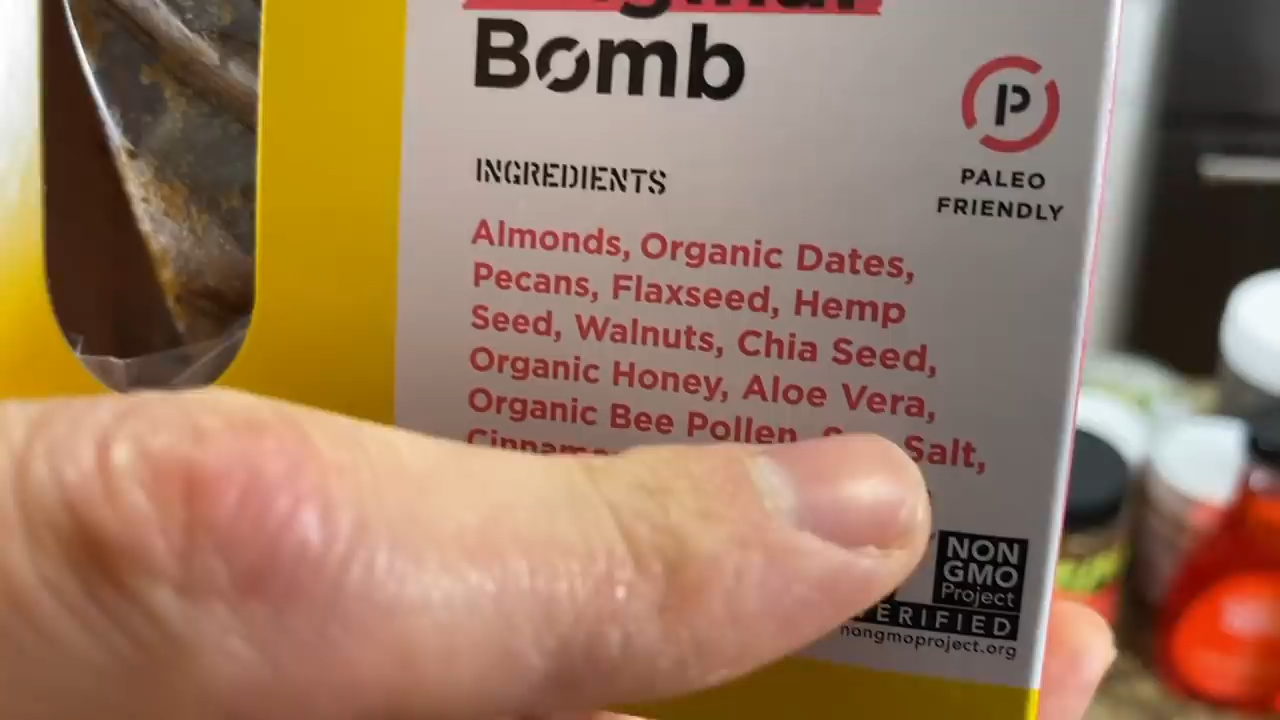 Bomb
P
PALEO
FRIENDLY
INGREDIENTS
Almonds, Organic Dates,
Pecans, Flaxseed, Hemp
Seed, Walnuts, Chia Seed,
Organic Honey, Aloe Vera,
Organic Bee Pollen, Salt,
NON
GMO
Project
VERIFIED
nongmoproject.org